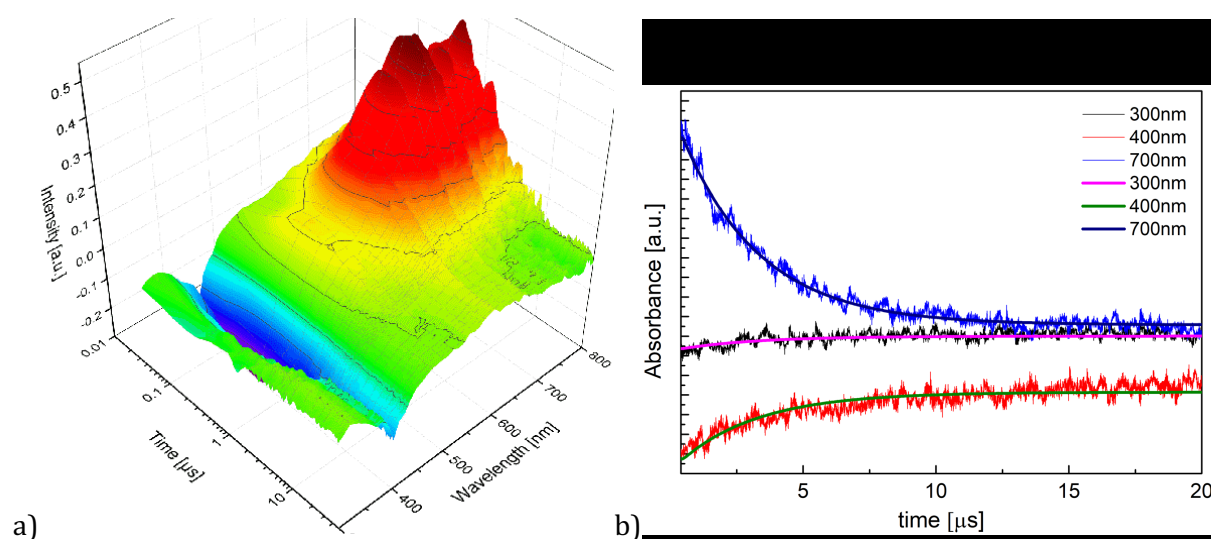 0.5
0.4
0.3
0.2
0.1
0.0
-0.1
-0.2
Intensity [a.u.]
0.01
0.1
1
10
Time [µs]
400
500
600
700
800
Wavelength [nm]
a)
300nm
400nm
700nm
300nm
400nm
700nm
Absorbance [a.u.]
5
10
15
20
time [µs]
b)